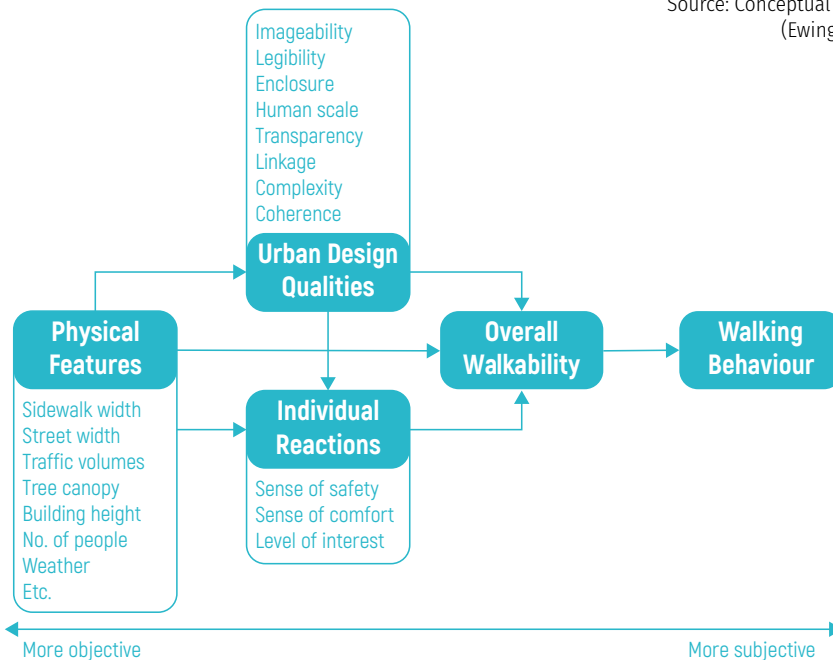 Source: Conceptual
(Ewing
Imageability
Legibility
Enclosure
Human scale
Transparency
Linkage
Complexity
Coherence
Urban Design
Qualities
Physical
Features
Sidewalk width
Street width
Traffic volumes
Tree canopy
Building height
No. of people
Weather
Etc.
Individual
Reactions
Sense of safety
Sense of comfort
Level of interest
Overall
Walkability
Walking
Behaviour
More objective
More subjective